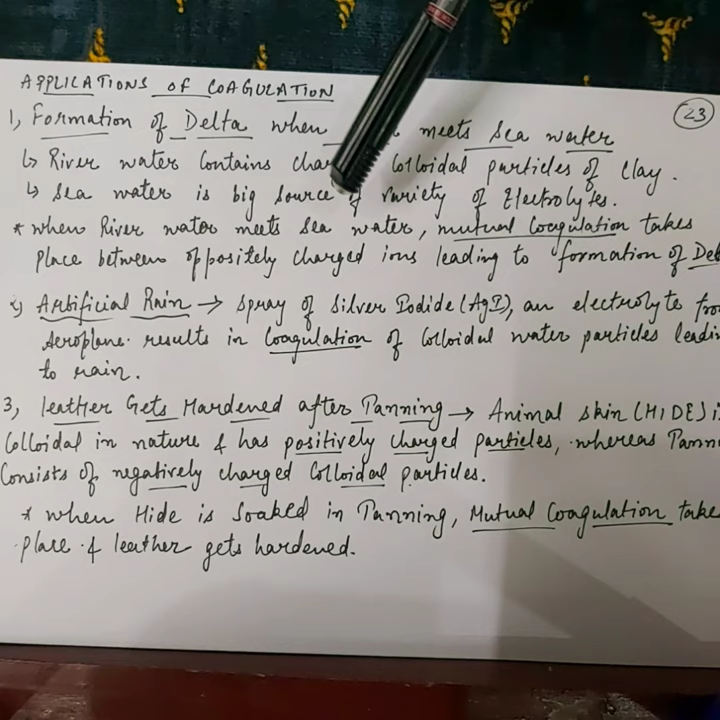 APPLICATIONS OF COAGULATION
23
1, Formation of Delta when meets Sea water
↳ River water Contains Colloidal particles of Clay.
↳ Sea water is big Source of variety of Electrolytes.
* when River water meets Sea water, mutual Coagulation takes
place between oppositely charged ions leading to formation of
Artificial Rain → Spray of Silver Iodide (AgI), an electrolyte
Aeroplane results in Coagulation of Colloidal water particles
to rain.
3, leather Gets Hardened after Tanning → Animal skin (HIDE)
Colloidal in nature & has positively charged particles, whereas
Consists of negatively charged Colloidal particles.
* when Hide is Soaked in Tanning, Mutual Coagulation take
place & leather gets hardened.